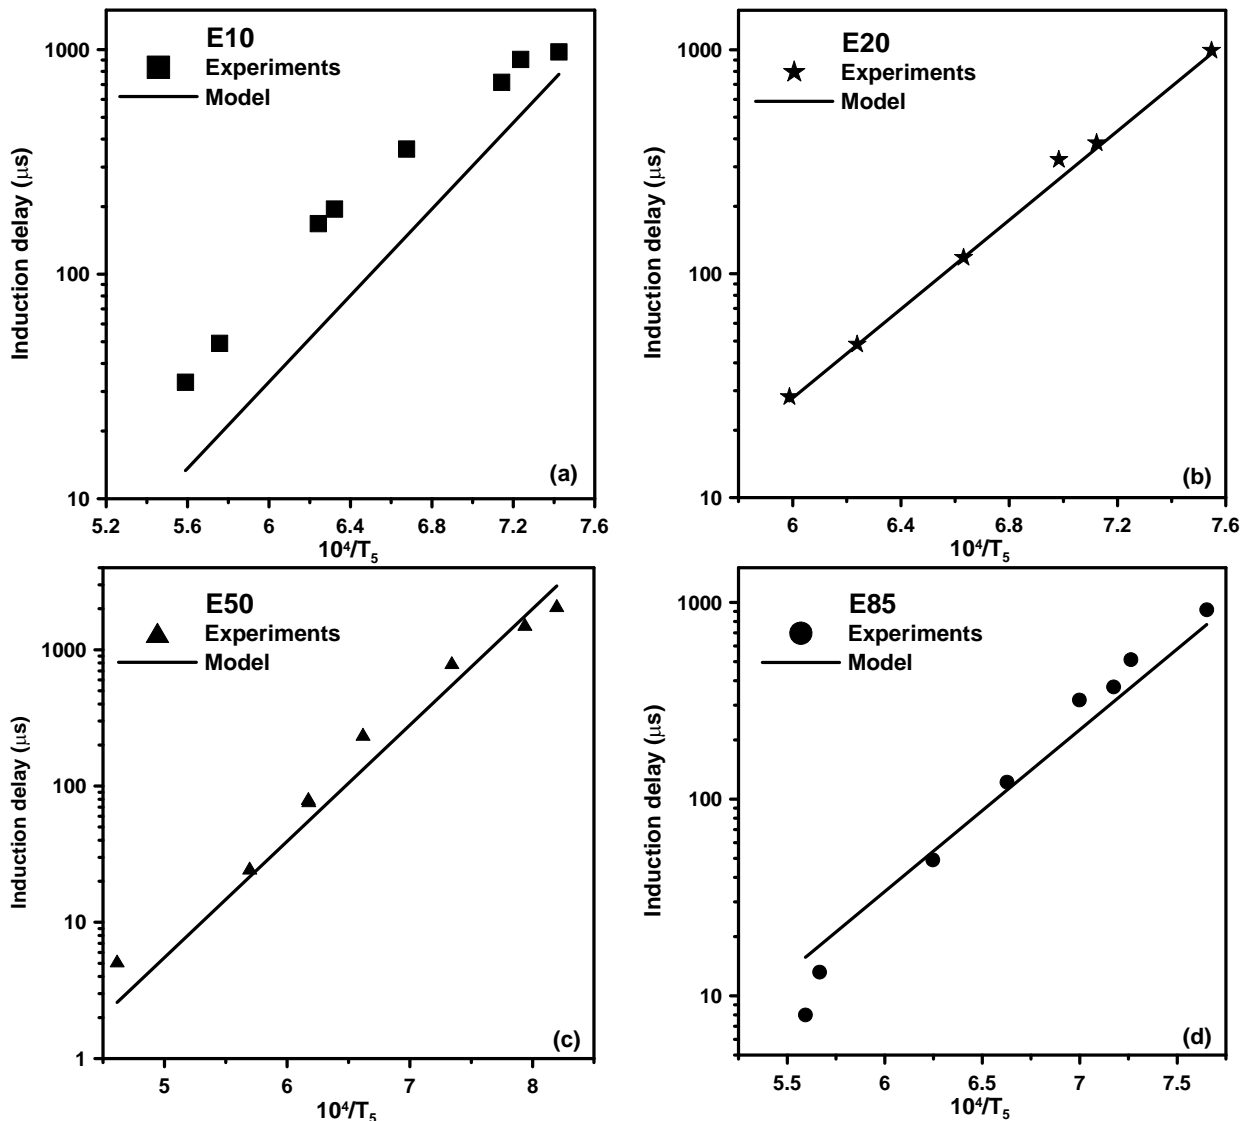 E10
Experiments
Model
1000
100
10
5.2 5.6 6 6.4 6.8 7.2 7.6
10⁴/T₅
Induction delay (μs)
(a)
E20
Experiments
Model
1000
100
10
6 6.4 6.8 7.2 7.6
10⁴/T₅
Induction delay (μs)
(b)
E50
Experiments
Model
1000
100
10
1
5 6 7 8
10⁴/T₅
Induction delay (μs)
(c)
E85
Experiments
Model
1000
100
10
5.5 6 6.5 7 7.5
10⁴/T₅
Induction delay (μs)
(d)